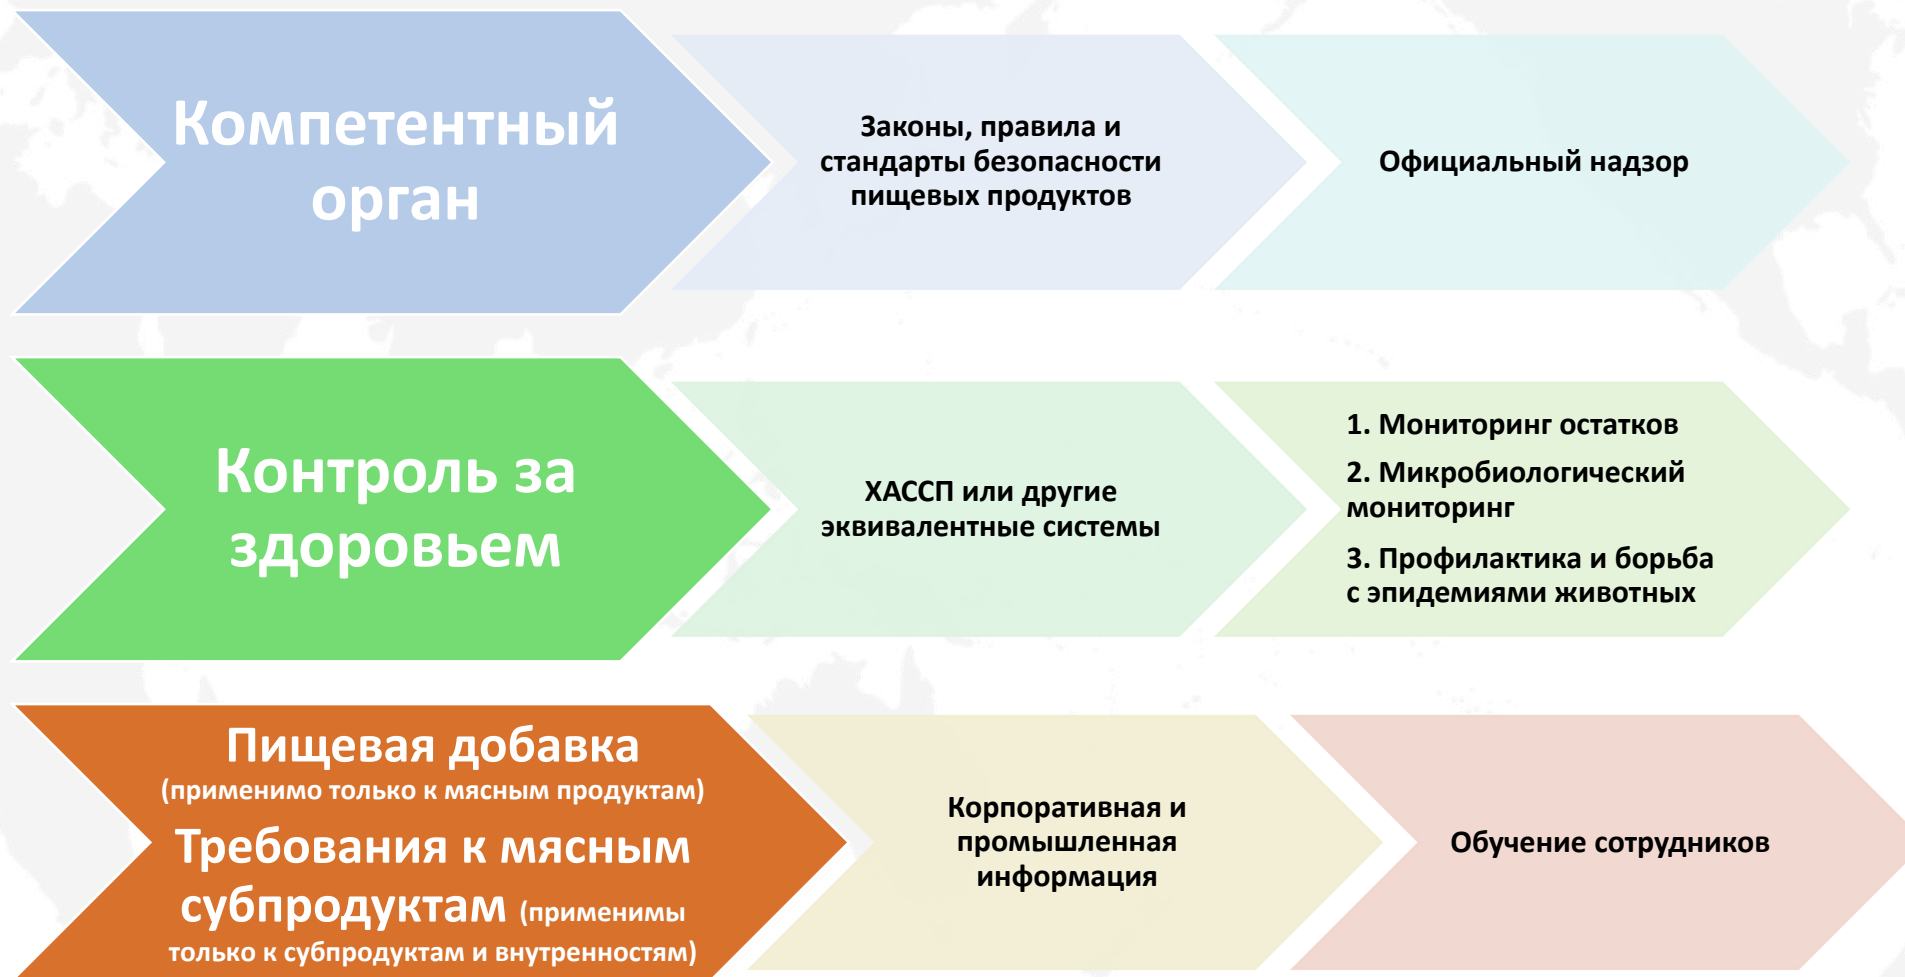 Компетентный
орган
Законы, правила и
стандарты безопасности
пищевых продуктов
Официальный надзор
Контроль за
здоровьем
ХАССП или другие
эквивалентные системы
1. Мониторинг остатков
2. Микробиологический
мониторинг
3. Профилактика и борьба
с эпидемиями животных
Пищевая добавка
(применимо только к мясным продуктам)
Требования к мясным
субпродуктам (применимы
только к субпродуктам и внутренностям)
Корпоративная и
промышленная
информация
Обучение сотрудников